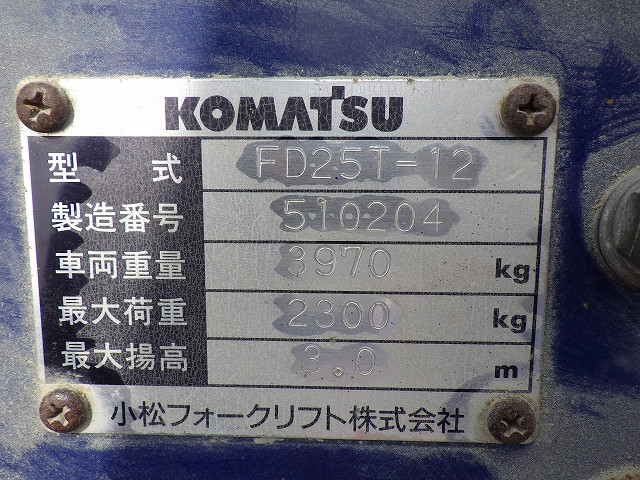 KOMATSU
型式 FD25T-12
製造番号 510204
車両重量 3970 kg
最大荷重 2300 kg
最大揚高 3.0 m
小松フォークリフト株式会社